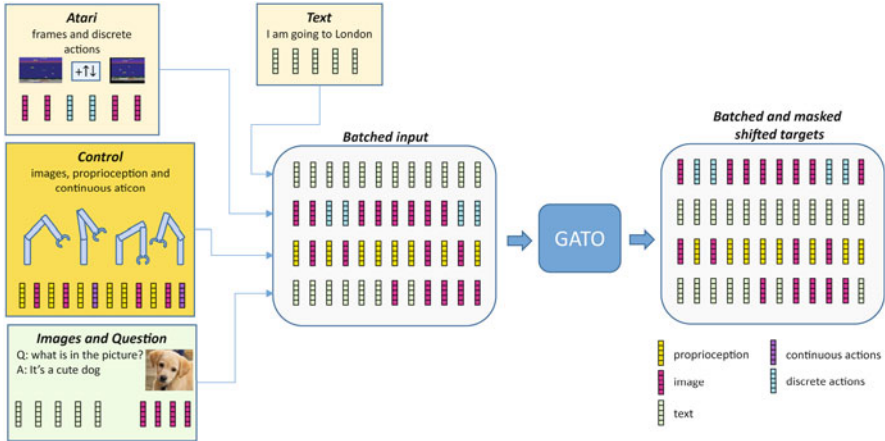 Atari
frames and discrete
actions
+↑↓
Text
I am going to London
Control
images, proprioception and
continuous aticon
Images and Question
Q: what is in the picture?
A: It's a cute dog
Batched input
GATO
Batched and masked
shifted targets
proprioception
continuous actions
image
discrete actions
text